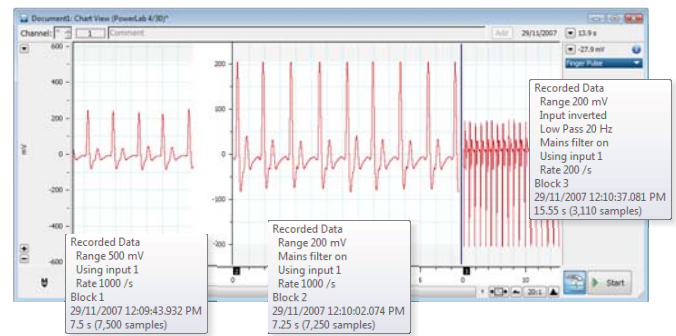 Document1: Chart View (PowerLab 4/30)*
Channel: 1 Comment Add 29/11/2007 13.9 s
-27.9 mV
Finger Pulse
600
400
200
0
-200
-400
-600
mV
200
100
0
-100
-200
Recorded Data
Range 500 mV
Using input 1
Rate 1000 /s
Block 1
29/11/2007 12:09:43.932 PM
7.5 s (7,500 samples)
Recorded Data
Range 200 mV
Mains filter on
Using input 1
Rate 1000 /s
Block 2
29/11/2007 12:10:02.074 PM
7.25 s (7,250 samples)
Recorded Data
Range 200 mV
Input inverted
Low Pass 20 Hz
Mains filter on
Using input 1
Rate 200 /s
Block 3
29/11/2007 12:10:37.081 PM
15.55 s (3,110 samples)
0
0
10
20:1
Start